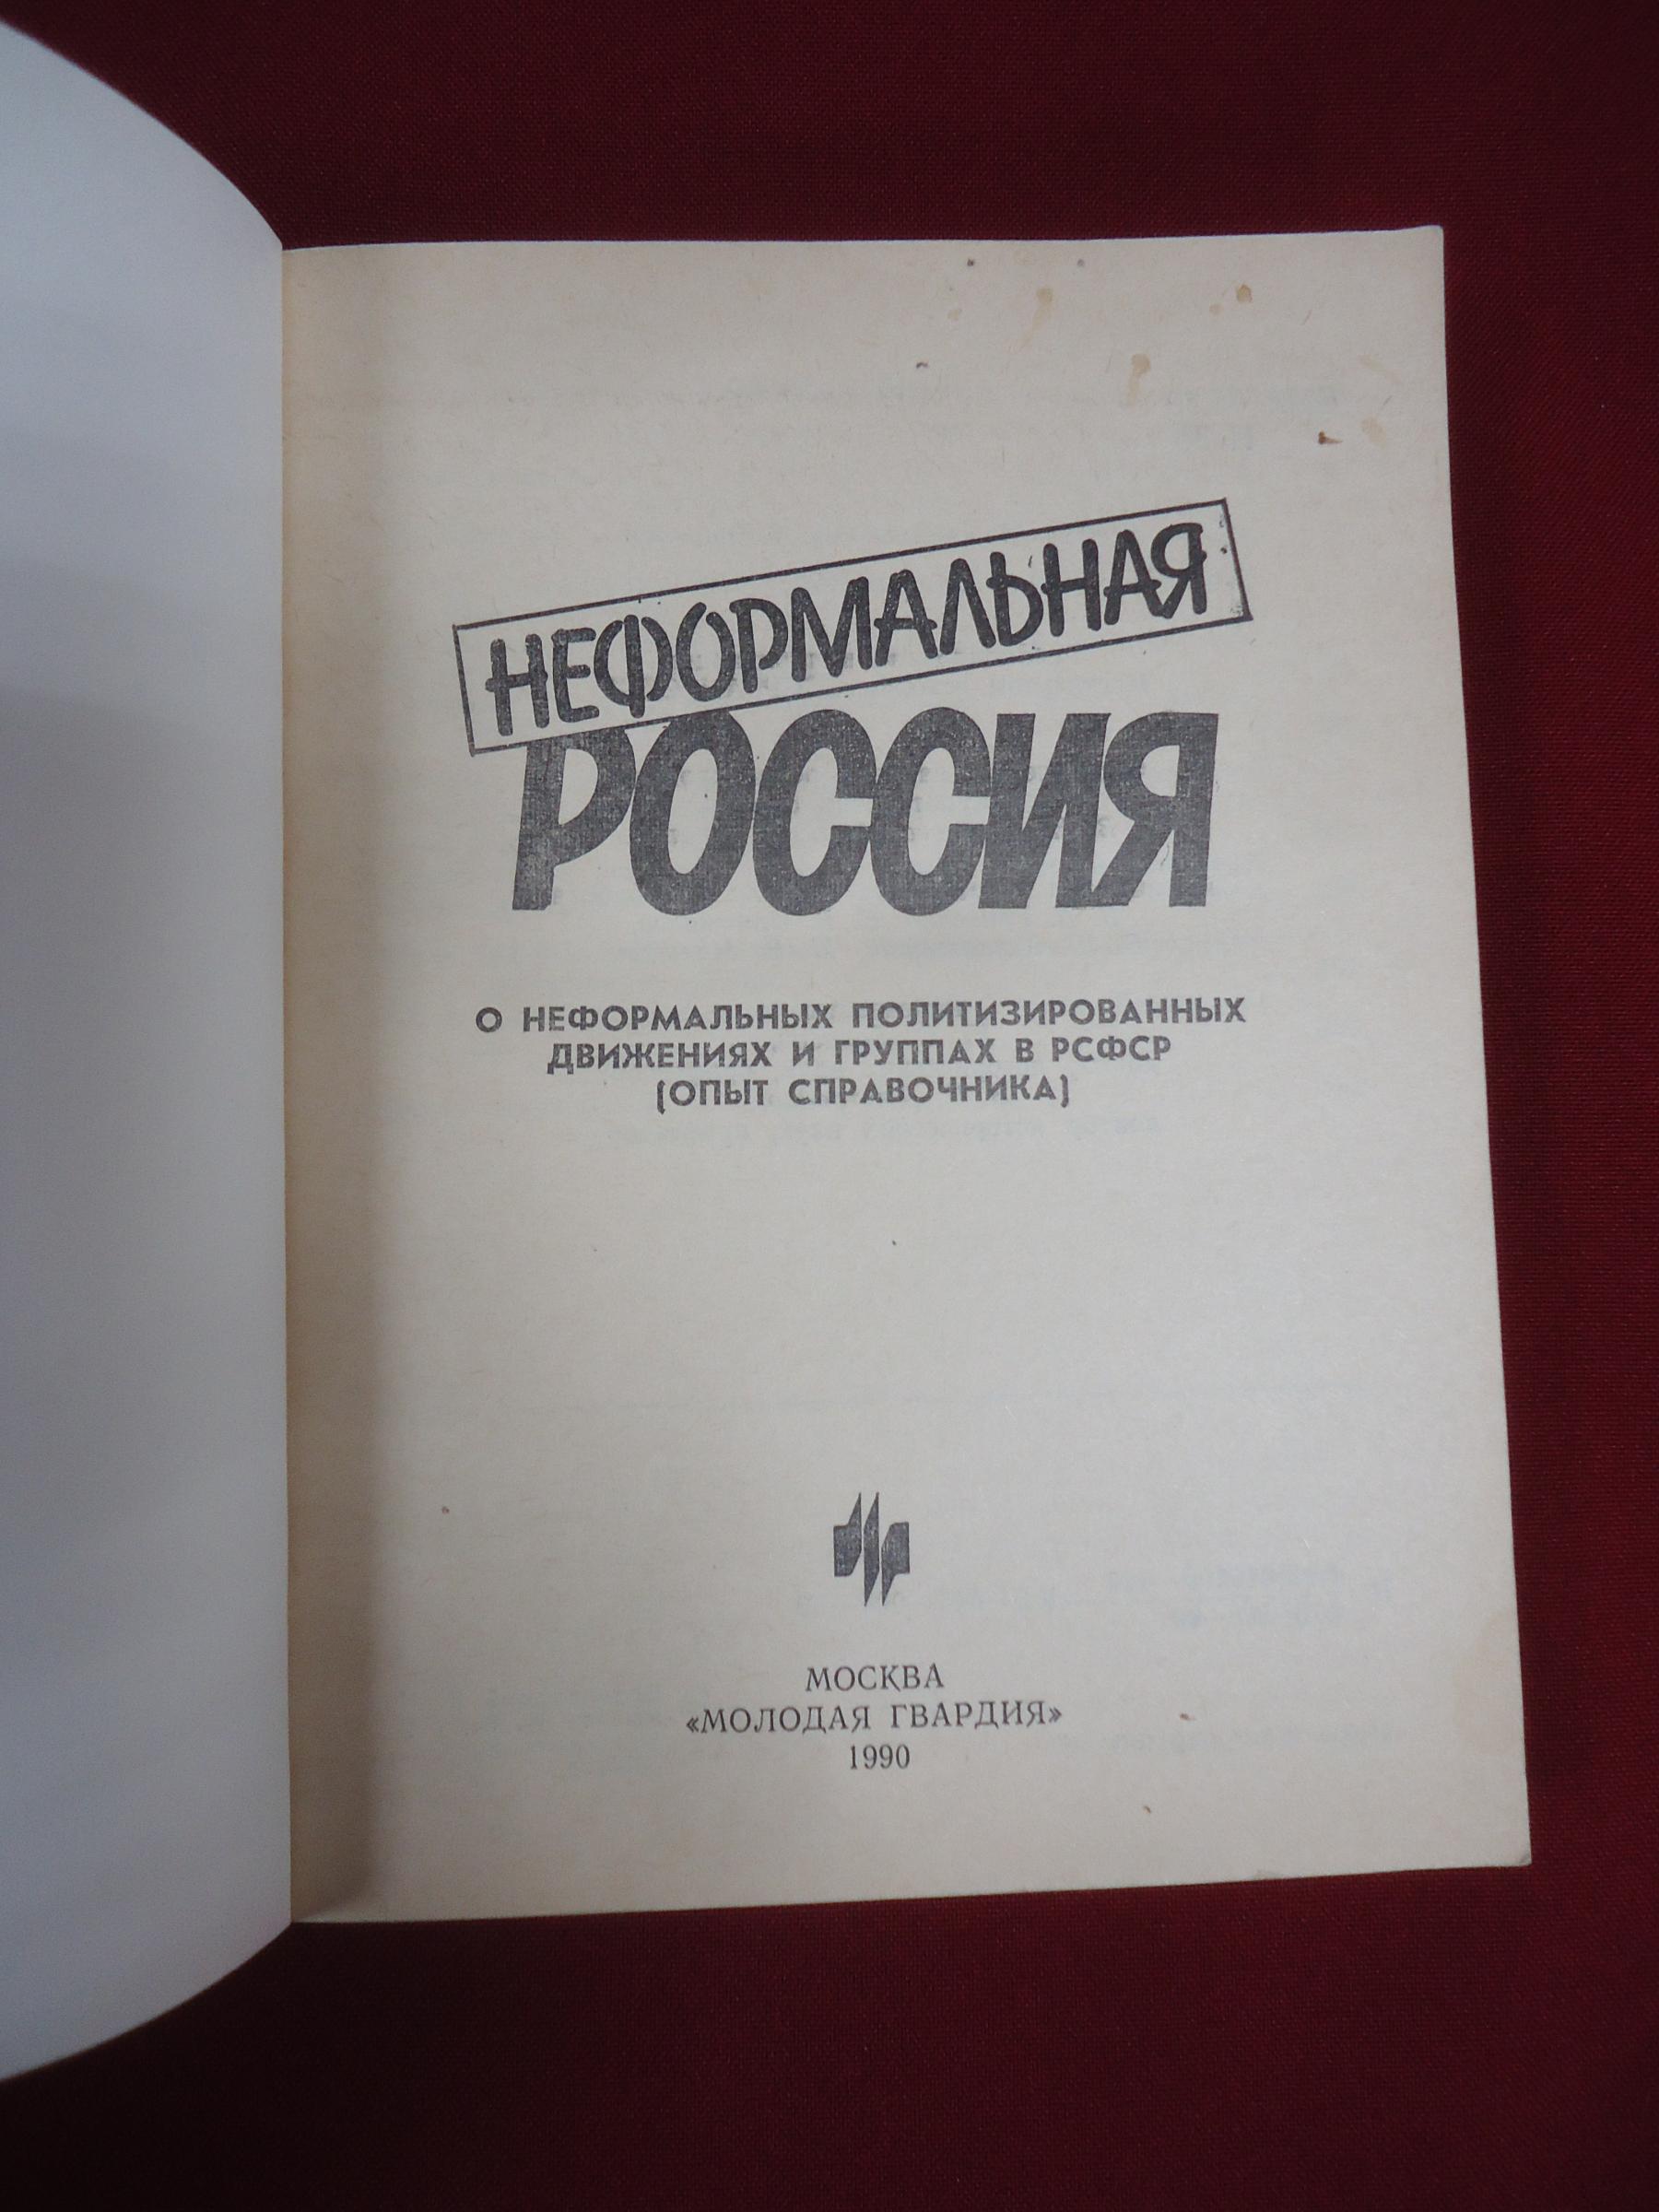 НЕФОРМАЛЬНАЯ
РОССИЯ
О НЕФОРМАЛЬНЫХ ПОЛИТИЗИРОВАННЫХ
ДВИЖЕНИЯХ И ГРУППАХ В РСФСР
(ОПЫТ СПРАВОЧНИКА)
МОСКВА
«МОЛОДАЯ ГВАРДИЯ»
1990